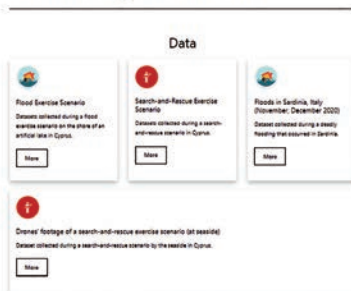 Data
Flood Exercise Scenario
Datasets collected during a flood
exercise scenario on the shore of an
artificial lake in Cyprus.
More
Search-and-Rescue Exercise
Scenario
Datasets collected during a search-
and-rescue scenario in Cyprus.
More
Floods in Sardinia, Italy
(November, December 2020)
Datasets collected during a deadly
flooding that occurred in Sardinia.
More
Drones' footage of a search-and-rescue exercise scenario (at seaside)
Dataset collected during a search-and-rescue scenario by the seaside in Cyprus.
More